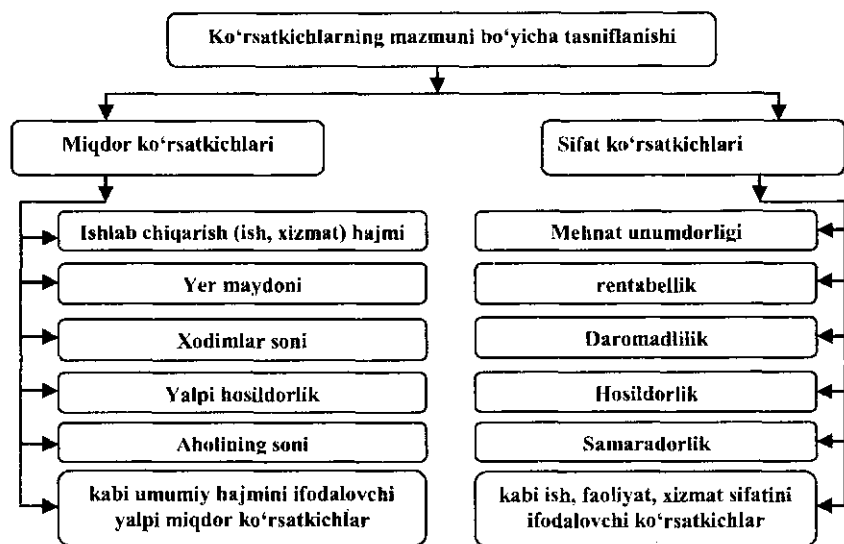 Ko‘rsatkichlarning mazmuni bo‘yicha tasniflanishi
Miqdor ko‘rsatkichlari
Ishlab chiqarish (ish, xizmat) hajmi
Yer maydoni
Xodimlar soni
Yalpi hosildorlik
Aholining soni
kabi umumiy hajmini ifodalovchi
yalpi miqdor ko‘rsatkichlar
Sifat ko‘rsatkichlari
Mehnat unumdorligi
rentabellik
Daromadlilik
Hosildorlik
Samaradorlik
kabi ish, faoliyat, xizmat sifatini
ifodalovchi ko‘rsatkichlar